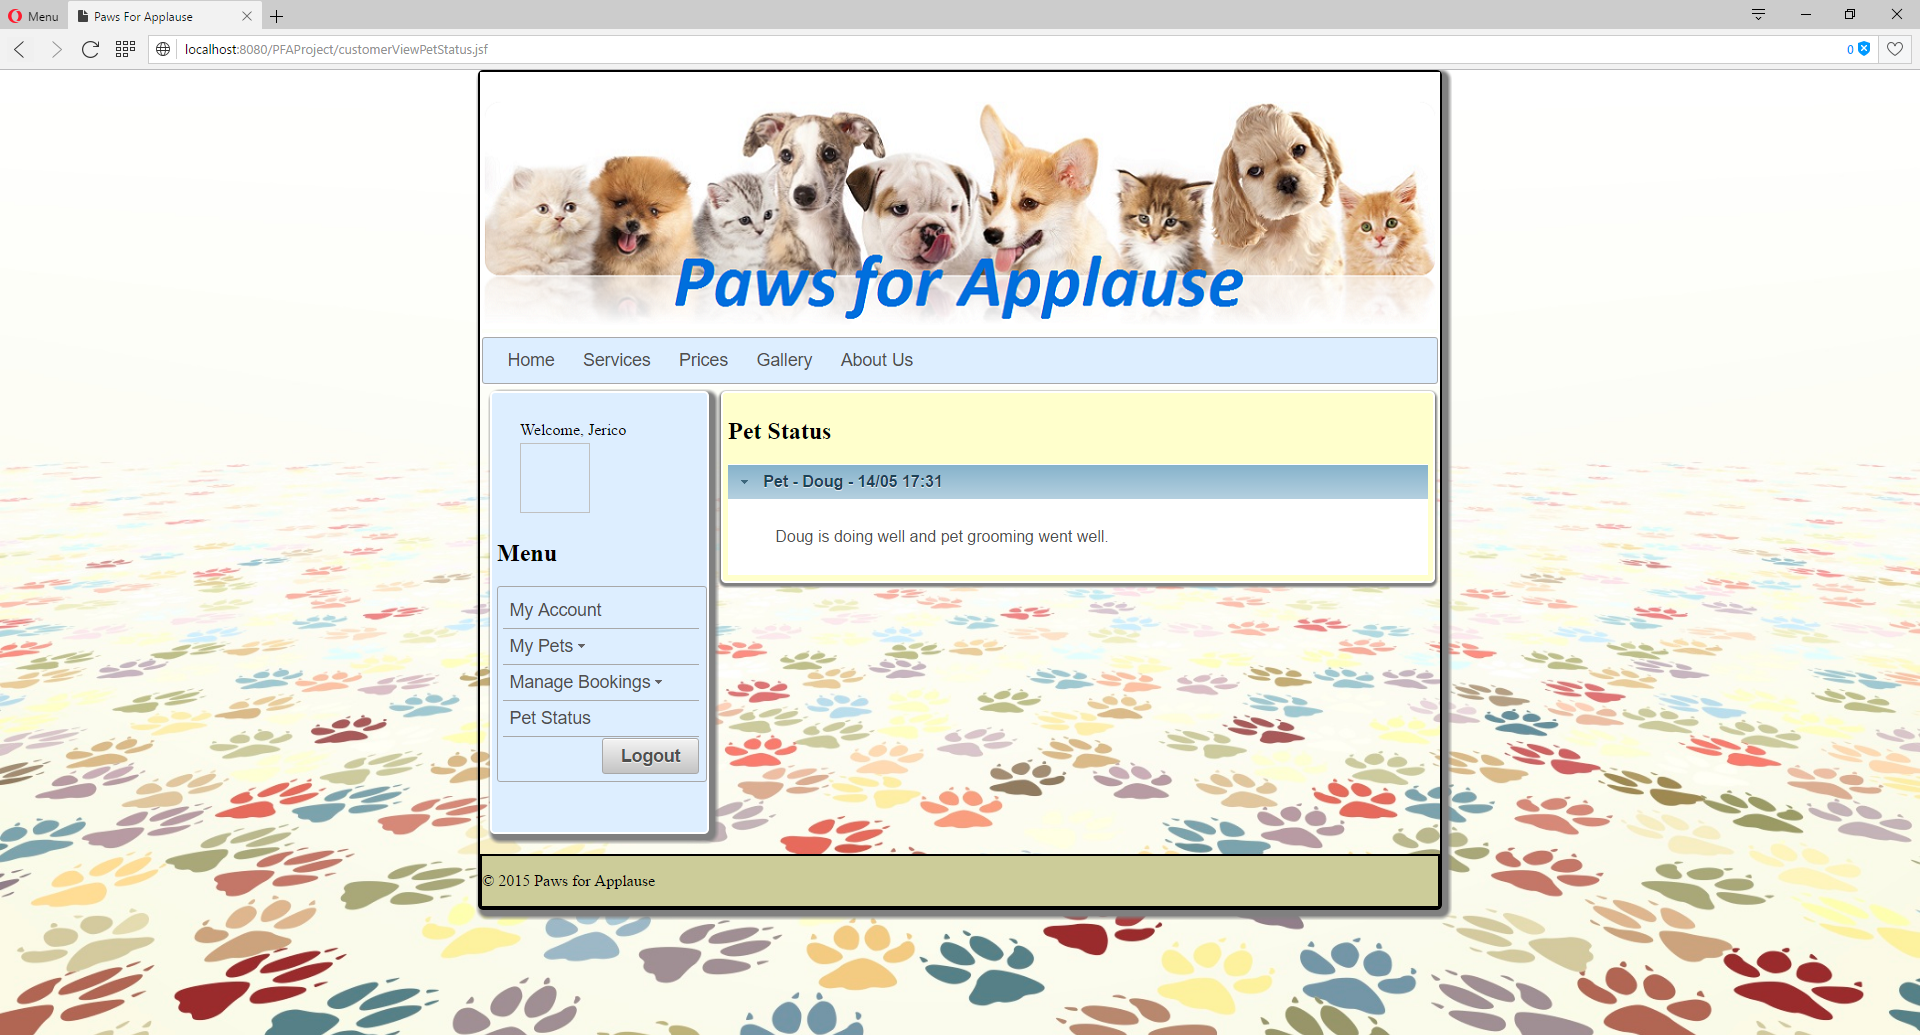 Menu
Paws For Applause
localhost:8080/PFAProject/customerViewPetStatus.jsf
0
Paws for Applause
Home Services Prices Gallery About Us
Welcome, Jerico
Menu
My Account
My Pets
Manage Bookings
Pet Status
Logout
Pet Status
Pet - Doug - 14/05 17:31
Doug is doing well and pet grooming went well.
© 2015 Paws for Applause